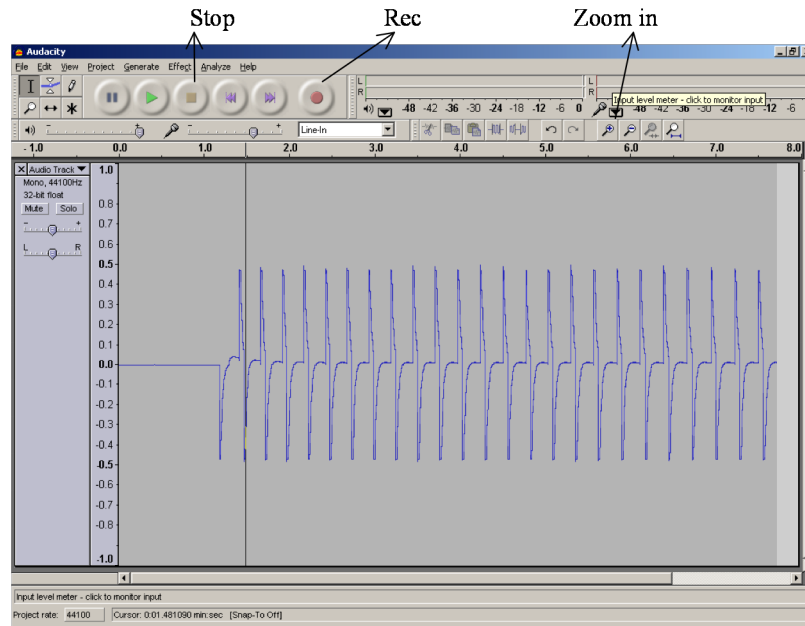 Stop Rec Zoom in
Audacity
File Edit View Project Generate Effect Analyze Help
L
R
-48 -42 -36 -30 -24 -18 -12 -6 0
L
R
Input level meter - click to monitor input
-48 -36 -30 -24 -18 -12 -6
- + - + Line-In
- 1.0 0.0 1.0 2.0 3.0 4.0 5.0 6.0 7.0 8.0
X Audio Track
Mono, 44100Hz
32-bit float
Mute Solo
- +
L R
1.0
0.8
0.7
0.6
0.5
0.4
0.3
0.2
0.1
0.0
-0.1
-0.2
-0.3
-0.4
-0.5
-0.6
-0.7
-0.8
-1.0
Input level meter - click to monitor input
Project rate: 44100 Cursor: 0:01.481090 min:sec [Snap-To Off]